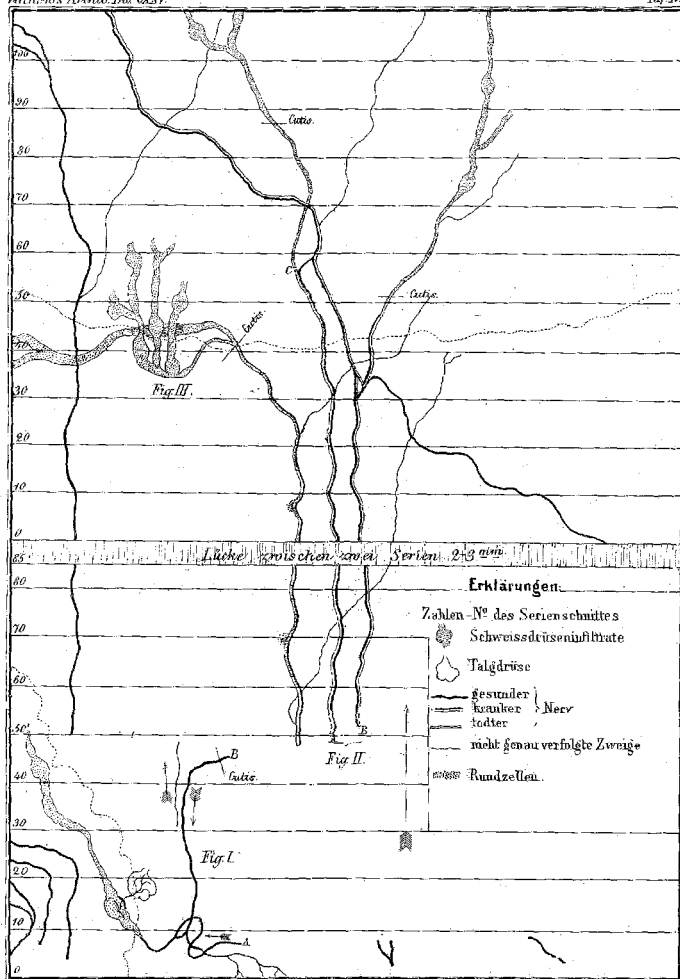 100
90
Cutis.
80
70
60
C
50
Cutis.
Cutis.
40
Fig. III.
30
20
10
0
Lücke zwischen zwei Serien 2-3 mm
85
80
70
60
B
50
Fig. II.
Erklärungen:
Zahlen-Nº des Serienschnittes
Schweissdrüseninfiltrate
Talgdrüse
gesunder
kranker } Nerv
todter
nicht genau verfolgte Zweige
Rundzellen.
B
Cutis.
40
30
Fig. I.
20
10
A
0